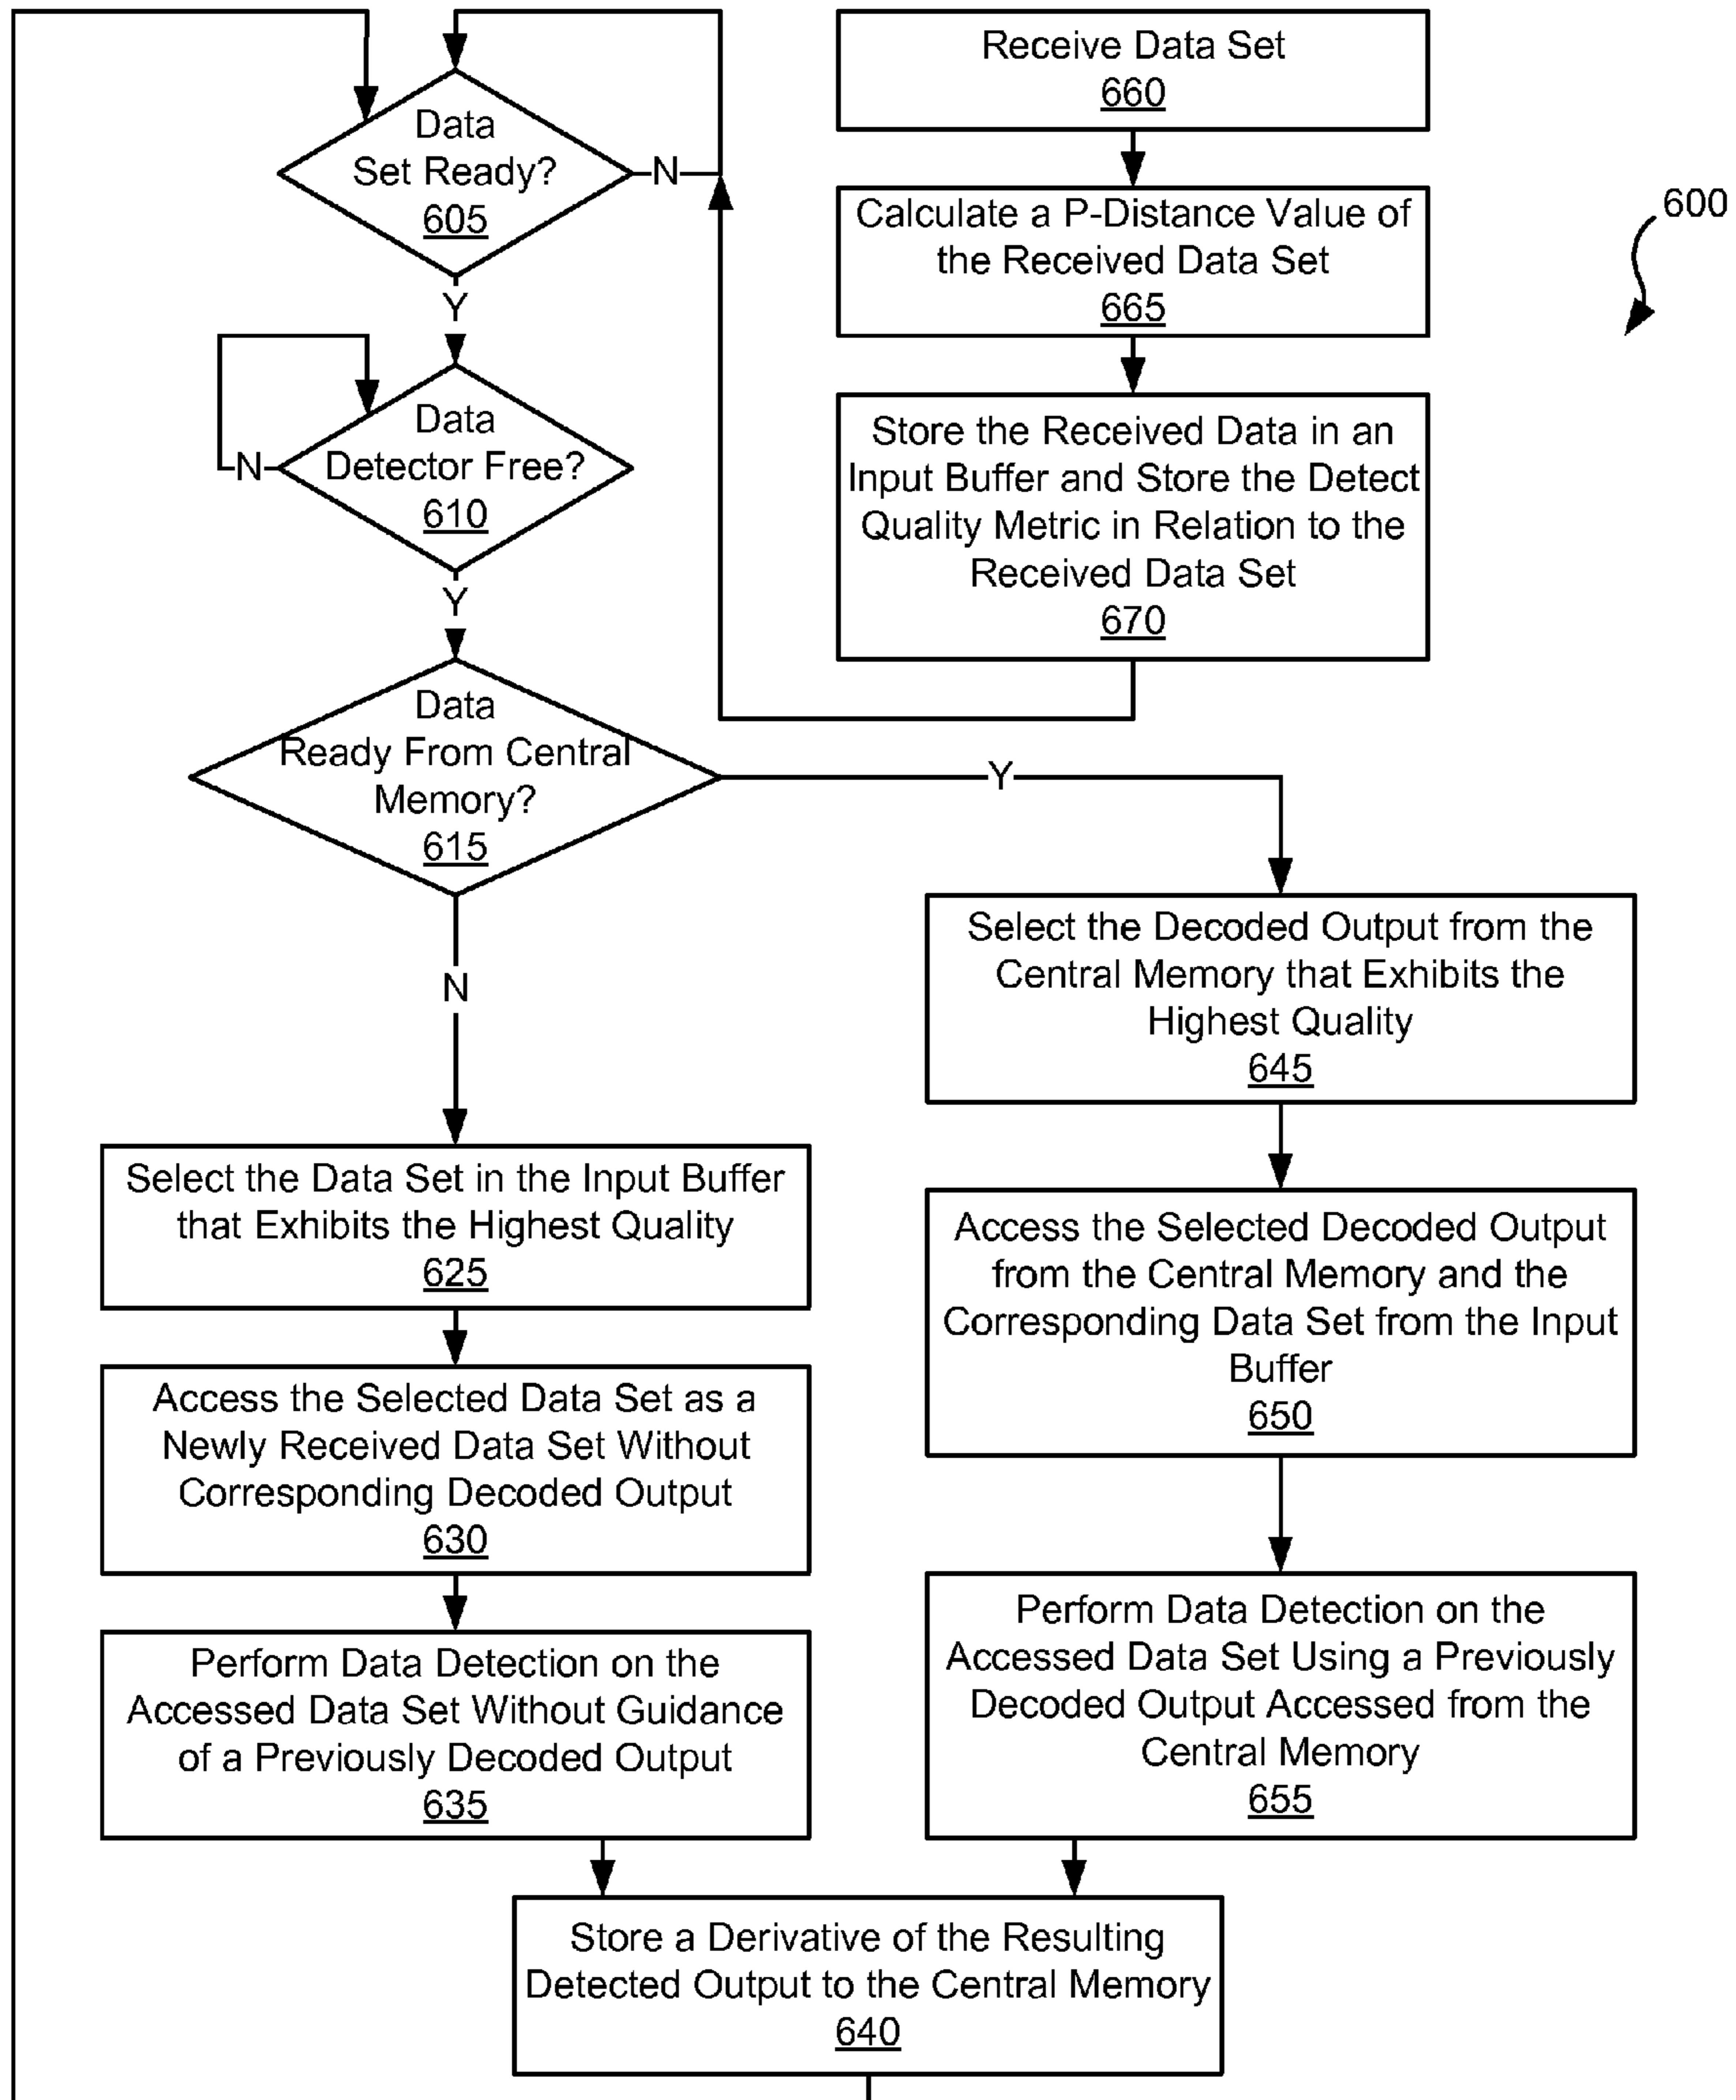 Data
Set Ready?
605
N
Y
Data
Detector Free?
610
N
Y
Data
Ready From Central
Memory?
615
Y
N
Receive Data Set
660
Calculate a P-Distance Value of
the Received Data Set
665
Store the Received Data in an
Input Buffer and Store the Detect
Quality Metric in Relation to the
Received Data Set
670
600
Select the Data Set in the Input Buffer
that Exhibits the Highest Quality
625
Access the Selected Data Set as a
Newly Received Data Set Without
Corresponding Decoded Output
630
Perform Data Detection on the
Accessed Data Set Without Guidance
of a Previously Decoded Output
635
Select the Decoded Output from the
Central Memory that Exhibits the
Highest Quality
645
Access the Selected Decoded Output
from the Central Memory and the
Corresponding Data Set from the Input
Buffer
650
Perform Data Detection on the
Accessed Data Set Using a Previously
Decoded Output Accessed from the
Central Memory
655
Store a Derivative of the Resulting
Detected Output to the Central Memory
640